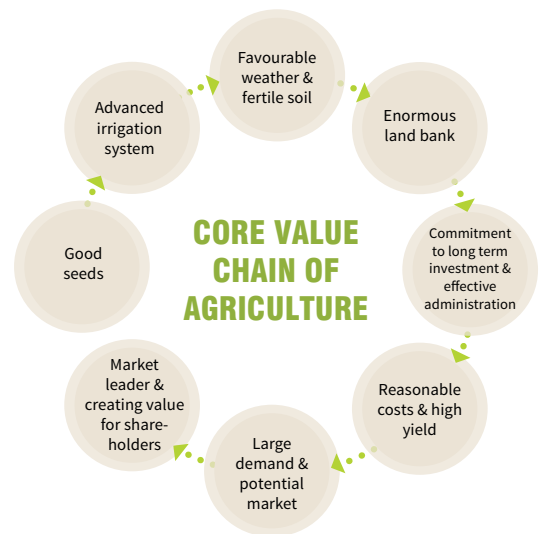 CORE VALUE
CHAIN OF
AGRICULTURE
Good
seeds
Advanced
irrigation
system
Favourable
weather &
fertile soil
Enormous
land bank
Commitment
to long term
investment &
effective
administration
Reasonable
costs & high
yield
Large
demand &
potential
market
Market
leader &
creating value
for share-
holders